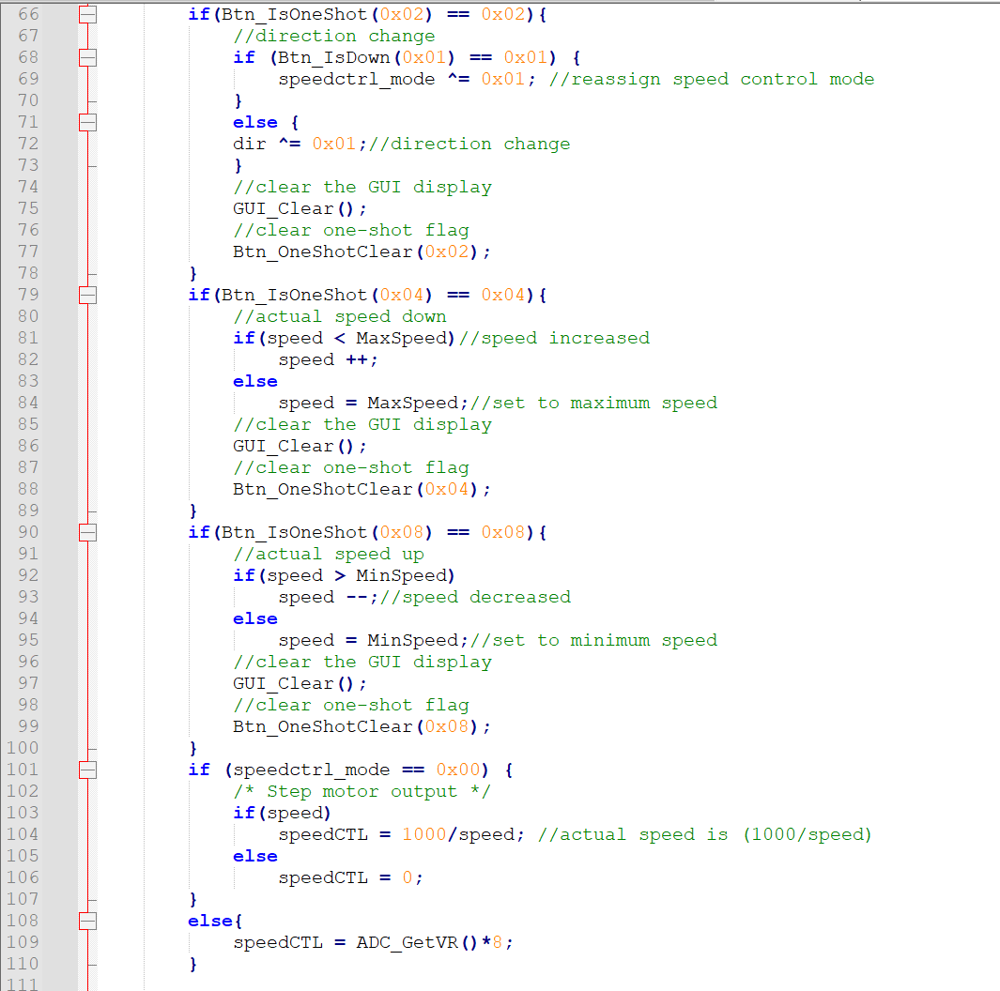 66 if(Btn_IsOneShot(0x02) == 0x02){
67 //direction change
68 if (Btn_IsDown(0x01) == 0x01) {
69 speedctrl_mode ^= 0x01; //reassign speed control mode
70 }
71 else {
72 dir ^= 0x01;//direction change
73 }
74 //clear the GUI display
75 GUI_Clear();
76 //clear one-shot flag
77 Btn_OneShotClear(0x02);
78 }
79 if(Btn_IsOneShot(0x04) == 0x04){
80 //actual speed down
81 if(speed < MaxSpeed)//speed increased
82 speed ++;
83 else
84 speed = MaxSpeed;//set to maximum speed
85 //clear the GUI display
86 GUI_Clear();
87 //clear one-shot flag
88 Btn_OneShotClear(0x04);
89 }
90 if(Btn_IsOneShot(0x08) == 0x08){
91 //actual speed up
92 if(speed > MinSpeed)
93 speed --;//speed decreased
94 else
95 speed = MinSpeed;//set to minimum speed
96 //clear the GUI display
97 GUI_Clear();
98 //clear one-shot flag
99 Btn_OneShotClear(0x08);
100 }
101 if (speedctrl_mode == 0x00) {
102 /* Step motor output */
103 if(speed)
104 speedCTL = 1000/speed; //actual speed is (1000/speed)
105 else
106 speedCTL = 0;
107 }
108 else{
109 speedCTL = ADC_GetVR()*8;
110 }
111